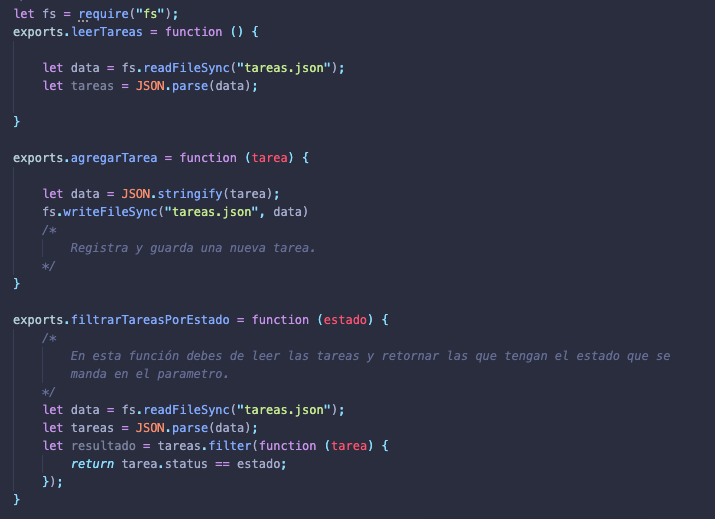 let fs = require("fs");
exports.leerTareas = function () {
let data = fs.readFileSync("tareas.json");
let tareas = JSON.parse(data);
}
exports.agregarTarea = function (tarea) {
let data = JSON.stringify(tarea);
fs.writeFileSync("tareas.json", data)
/*
Registra y guarda una nueva tarea.
*/
}
exports.filtrarTareasPorEstado = function (estado) {
/*
En esta función debes de leer las tareas y retornar las que tengan el estado que se
manda en el parametro.
*/
let data = fs.readFileSync("tareas.json");
let tareas = JSON.parse(data);
let resultado = tareas.filter(function (tarea) {
return tarea.status == estado;
});
}